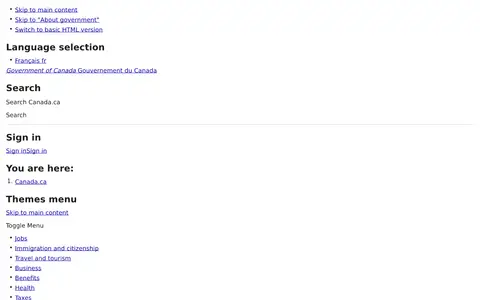 Skip to main content
Skip to "About government"
Switch to basic HTML version
Language selection
Français fr
Government of Canada Gouvernement du Canada
Search
Search Canada.ca
Search
Sign in
Sign inSign in
You are here:
1. Canada.ca
Themes menu
Skip to main content
Toggle Menu
Jobs
Immigration and citizenship
Travel and tourism
Business
Benefits
Health
Taxes